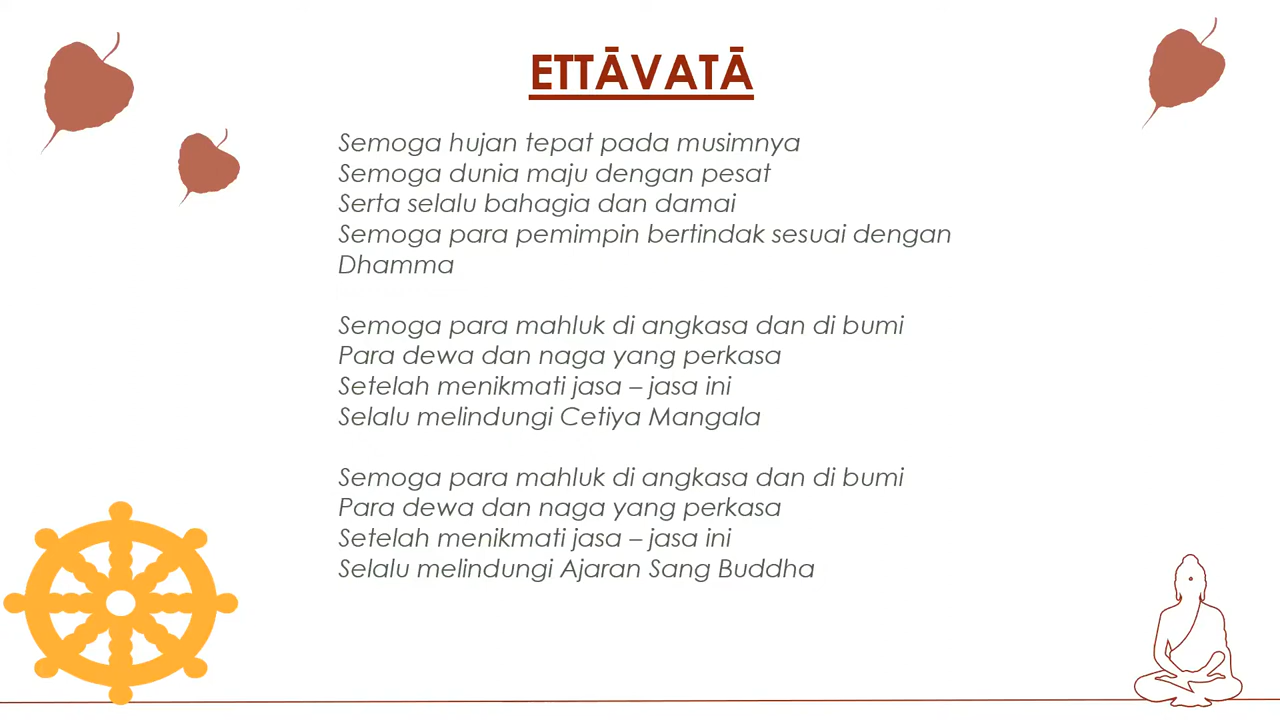 ETTĀVATĀ
Semoga hujan tepat pada musimnya
Semoga dunia maju dengan pesat
Serta selalu bahagia dan damai
Semoga para pemimpin bertindak sesuai dengan
Dhamma
Semoga para mahluk di angkasa dan di bumi
Para dewa dan naga yang perkasa
Setelah menikmati jasa – jasa ini
Selalu melindungi Cetiya Mangala
Semoga para mahluk di angkasa dan di bumi
Para dewa dan naga yang perkasa
Setelah menikmati jasa – jasa ini
Selalu melindungi Ajaran Sang Buddha